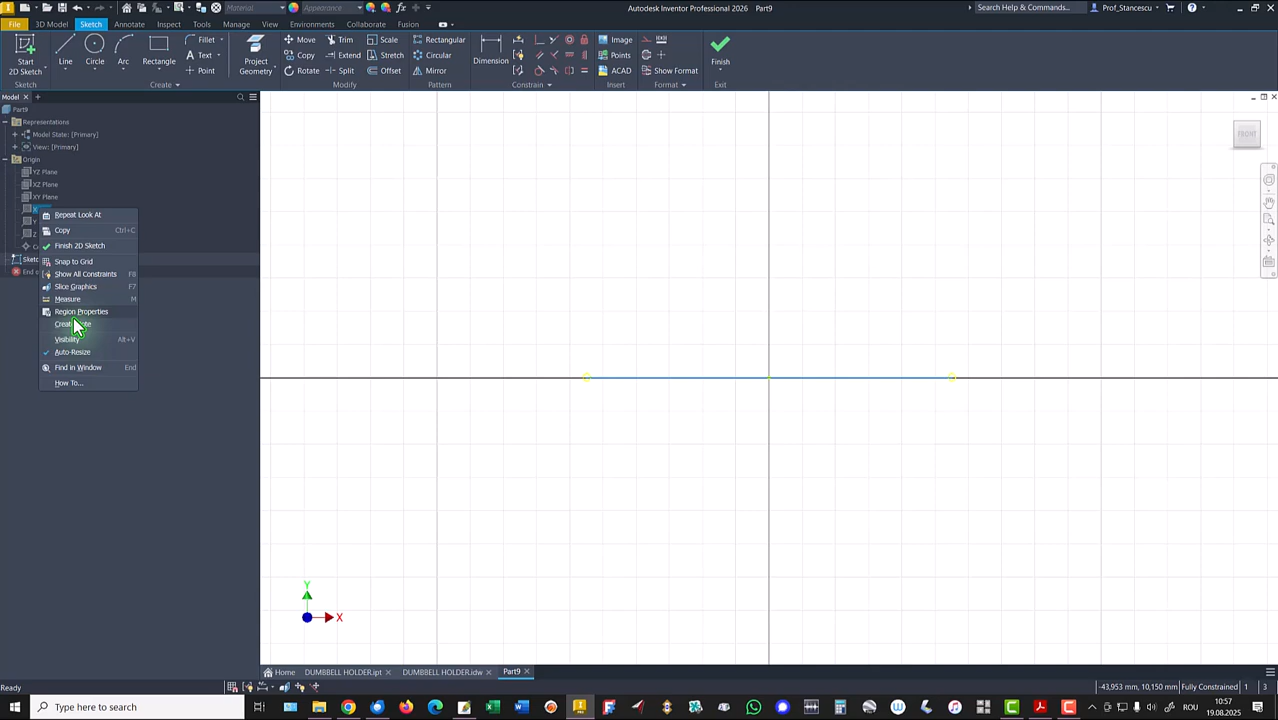 File 3D Model Sketch Annotate Inspect Tools Manage View Environments Collaborate Fusion
Material Appearance Autodesk Inventor Professional 2026 Part9 Search Help & Commands... Prof_Stancescu
Start
2D Sketch
Line
Circle
Arc
Rectangle
Fillet
Text
Point
Project
Geometry
Move
Copy
Rotate
Trim
Extend
Split
Scale
Stretch
Offset
Rectangular
Circular
Mirror
Dimension
Image
Points
ACAD
Show Format
Finish
Sketch Create Modify Pattern Constrain Insert Format Exit
Model
Part9
Representations
Model State: [Primary]
View: [Primary]
Origin
YZ Plane
XZ Plane
XY Plane
Repeat Look At
Copy Ctrl+C
Finish 2D Sketch
Snap to Grid
Show All Constraints F8
Slice Graphics F7
Measure M
Region Properties
Visibility Alt+V
Auto-Resize
Find in Window End
How To...
FRONT
Y
X
Home DUMBBELL HOLDER.ipt DUMBBELL HOLDER.idw Part9
Ready -43,953 mm, 10,150 mm Fully Constrained 1 3
Type here to search ROU 10:57
19.08.2025